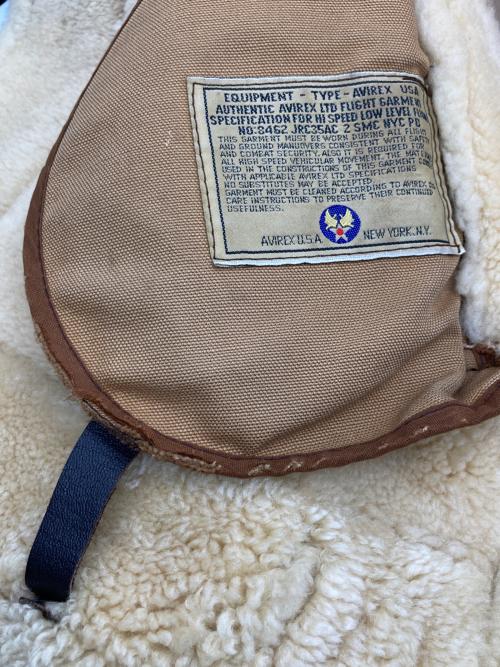 EQUIPMENT - TYPE - AVIREX USA
AUTHENTIC AVIREX LTD FLIGHT GARMENT
SPECIFICATION FOR HI SPEED LOW LEVEL
NO: 8462 JRC35AC 2 SMC NYC PD
THIS GARMENT MUST BE WORN DURING ALL FLIGHT
AND GROUND MANUOVERS CONSISTENT WITH SAFETY
AND COMBAT SECURITY. ALSO IT IS REQUIRED FOR
ALL HIGH SPEED VEHICULAR MOVEMENT. THE
USED IN THE CONSTRUCTIONS OF THIS GARMENT
WITH APPLICABLE AVIREX LTD SPECIFICATIONS
NO SUBSTITUTES MAY BE ACCEPTED.
GARMENT MUST BE CLEANED ACCORDING TO AVIREX
CARE INSTRUCTIONS TO PRESERVE THEIR CONTINUED
USEFULNESS.
AVIREX U.S.A. NEW YORK, N.Y.